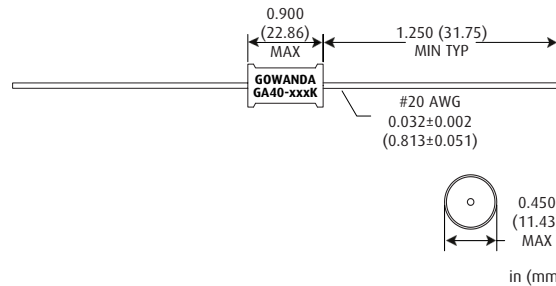 0.900
(22.86)
MAX
1.250 (31.75)
MIN TYP
GOWANDA
GA40-xxxK
#20 AWG
0.032±0.002
(0.813±0.051)
0.450
(11.43
MAX
in (mm